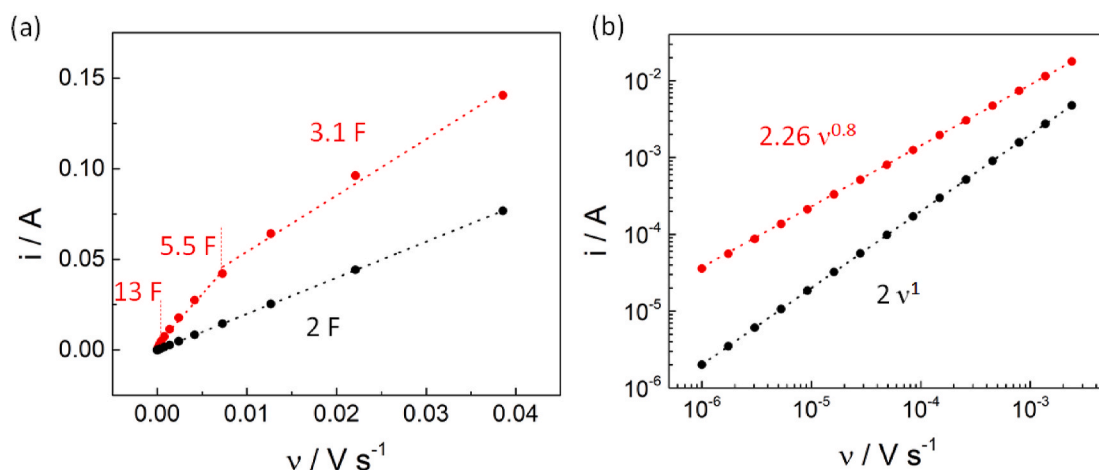 (a)
0.15
0.10
0.05
0.00
i / A
13 F
5.5 F
3.1 F
2 F
0.00 0.01 0.02 0.03 0.04
ν / V s⁻¹
(b)
10⁻²
10⁻³
10⁻⁴
10⁻⁵
10⁻⁶
i / A
2.26 ν⁰·⁸
2 ν¹
10⁻⁶ 10⁻⁵ 10⁻⁴ 10⁻³
ν / V s⁻¹